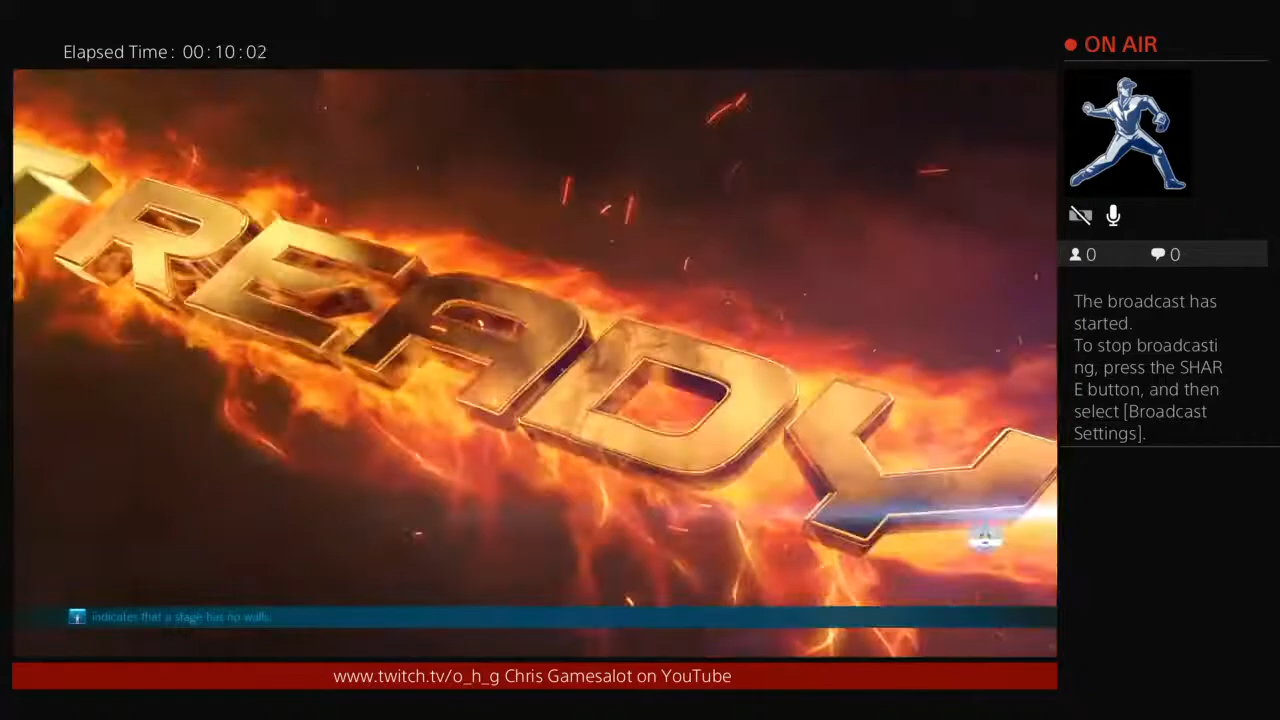 Elapsed Time: 00:10:02
ON AIR
READY
0 0
The broadcast has
started.
To stop broadcasti
ng, press the SHAR
E button, and then
select [Broadcast
Settings].
indicates that a stage has no walls.
www.twitch.tv/o_h_g Chris Gamesalot on YouTube